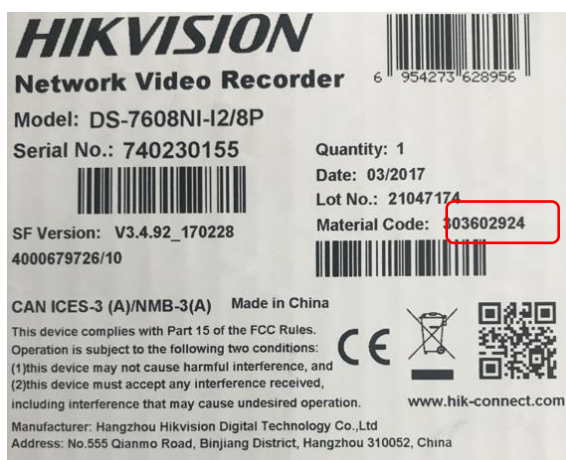 HIKVISION
6 954273 628956
Network Video Recorder
Model: DS-7608NI-I2/8P
Serial No.: 740230155
Quantity: 1
Date: 03/2017
Lot No.: 21047174
Material Code: 303602924
SF Version: V3.4.92_170228
4000679726/10
CAN ICES-3 (A)/NMB-3(A) Made in China
This device complies with Part 15 of the FCC Rules.
Operation is subject to the following two conditions:
(1)this device may not cause harmful interference, and
(2)this device must accept any interference received,
including interference that may cause undesired operation.
CE
www.hik-connect.com
Manufacturer: Hangzhou Hikvision Digital Technology Co.,Ltd
Address: No.555 Qianmo Road, Binjiang District, Hangzhou 310052, China